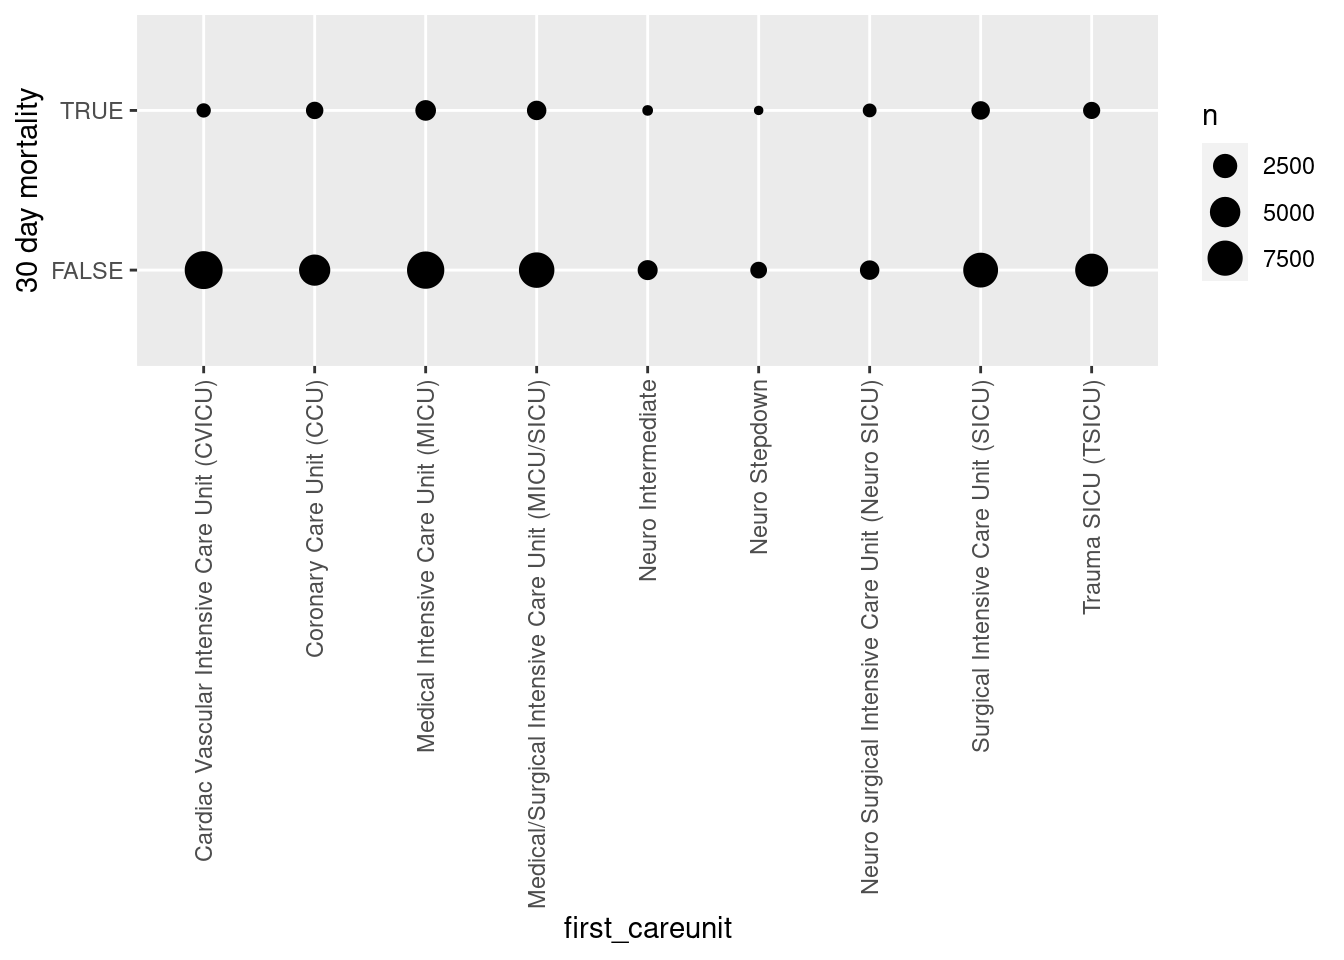 30 day mortality
TRUE
FALSE
Cardiac Vascular Intensive Care Unit (CVICU)
Coronary Care Unit (CCU)
Medical Intensive Care Unit (MICU)
Medical/Surgical Intensive Care Unit (MICU/SICU)
Neuro Intermediate
Neuro Stepdown
Neuro Surgical Intensive Care Unit (Neuro SICU)
Surgical Intensive Care Unit (SICU)
Trauma SICU (TSICU)
first_careunit
n
2500
5000
7500